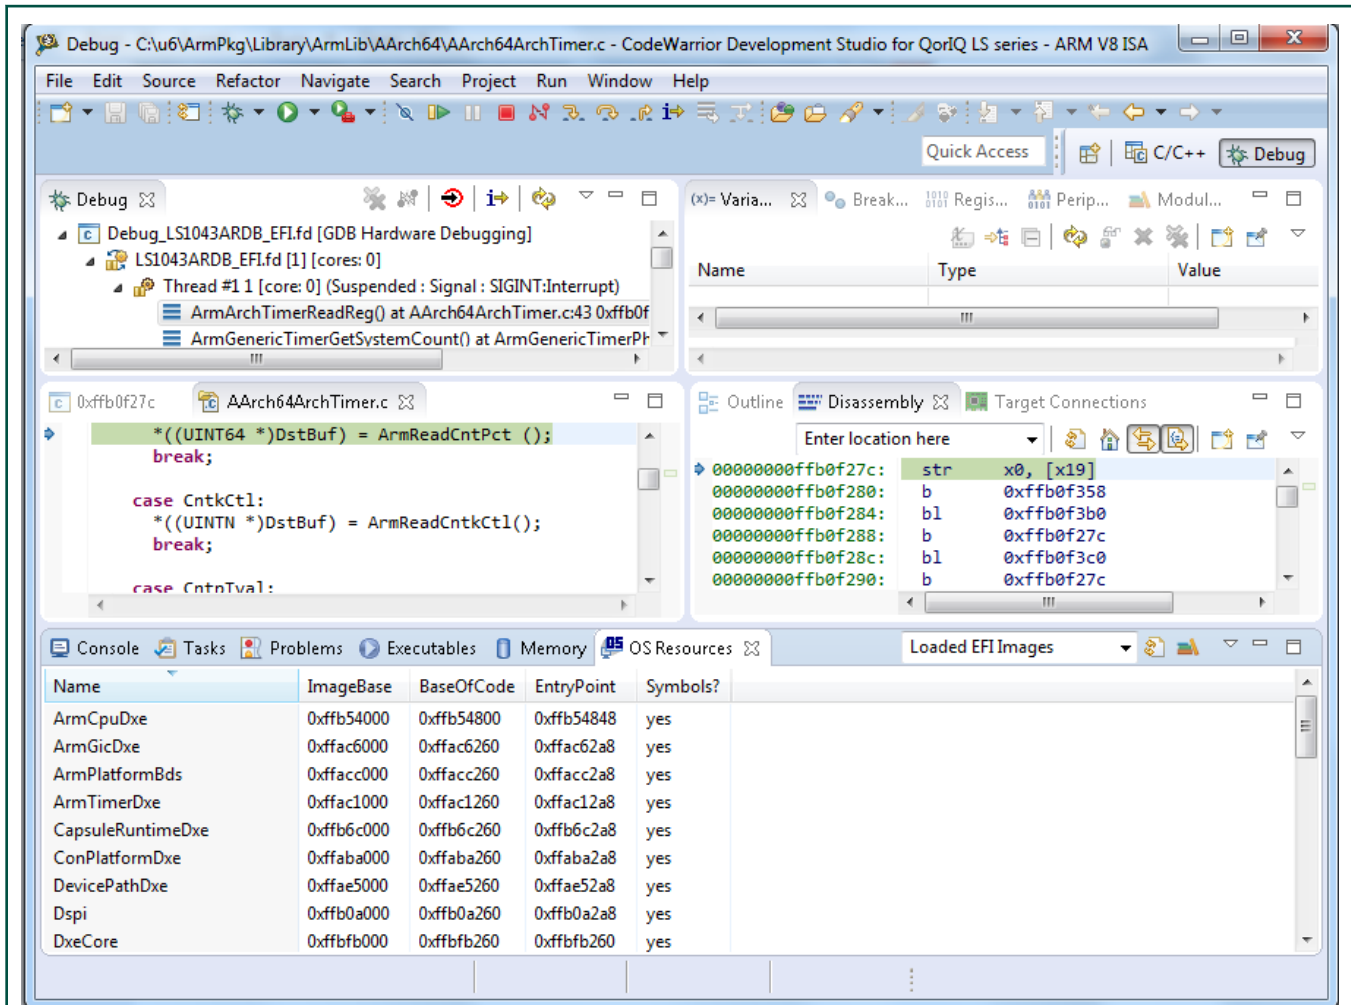 Debug - C:\u6\ArmPkg\Library\ArmLib\AArch64\AArch64ArchTimer.c - CodeWarrior Development Studio for QorIQ LS series - ARM V8 ISA
File Edit Source Refactor Navigate Search Project Run Window Help
Quick Access C/C++ Debug
Debug
Debug_LS1043ARDB_EFI.fd [GDB Hardware Debugging]
LS1043ARDB_EFI.fd [1] [cores: 0]
Thread #1 1 [core: 0] (Suspended : Signal : SIGINT:Interrupt)
ArmArchTimerReadReg() at AArch64ArchTimer.c:43 0xffb0f
ArmGenericTimerGetSystemCount() at ArmGenericTimerPh
(x)= Varia... Break... Regis... Perip... Modul...
Name Type Value
0xffb0f27c AArch64ArchTimer.c
*((UINT64 *)DstBuf) = ArmReadCntPct ();
break;
case CntkCtl:
*((UINTN *)DstBuf) = ArmReadCntkCtl();
break;
case CntpTval:
Outline Disassembly Target Connections
Enter location here
00000000ffb0f27c: str x0, [x19]
00000000ffb0f280: b 0xffb0f358
00000000ffb0f284: bl 0xffb0f3b0
00000000ffb0f288: b 0xffb0f27c
00000000ffb0f28c: bl 0xffb0f3c0
00000000ffb0f290: b 0xffb0f27c
Console Tasks Problems Executables Memory OS Resources Loaded EFI Images
Name ImageBase BaseOfCode EntryPoint Symbols?
ArmCpuDxe 0xffb54000 0xffb54800 0xffb54848 yes
ArmGicDxe 0xffac6000 0xffac6260 0xffac62a8 yes
ArmPlatformBds 0xffacc000 0xffacc260 0xffacc2a8 yes
ArmTimerDxe 0xffac1000 0xffac1260 0xffac12a8 yes
CapsuleRuntimeDxe 0xffb6c000 0xffb6c260 0xffb6c2a8 yes
ConPlatformDxe 0xffaba000 0xffaba260 0xffaba2a8 yes
DevicePathDxe 0xffae5000 0xffae5260 0xffae52a8 yes
Dspi 0xffb0a000 0xffb0a260 0xffb0a2a8 yes
DxeCore 0xffbfb000 0xffbfb260 0xffbfb260 yes